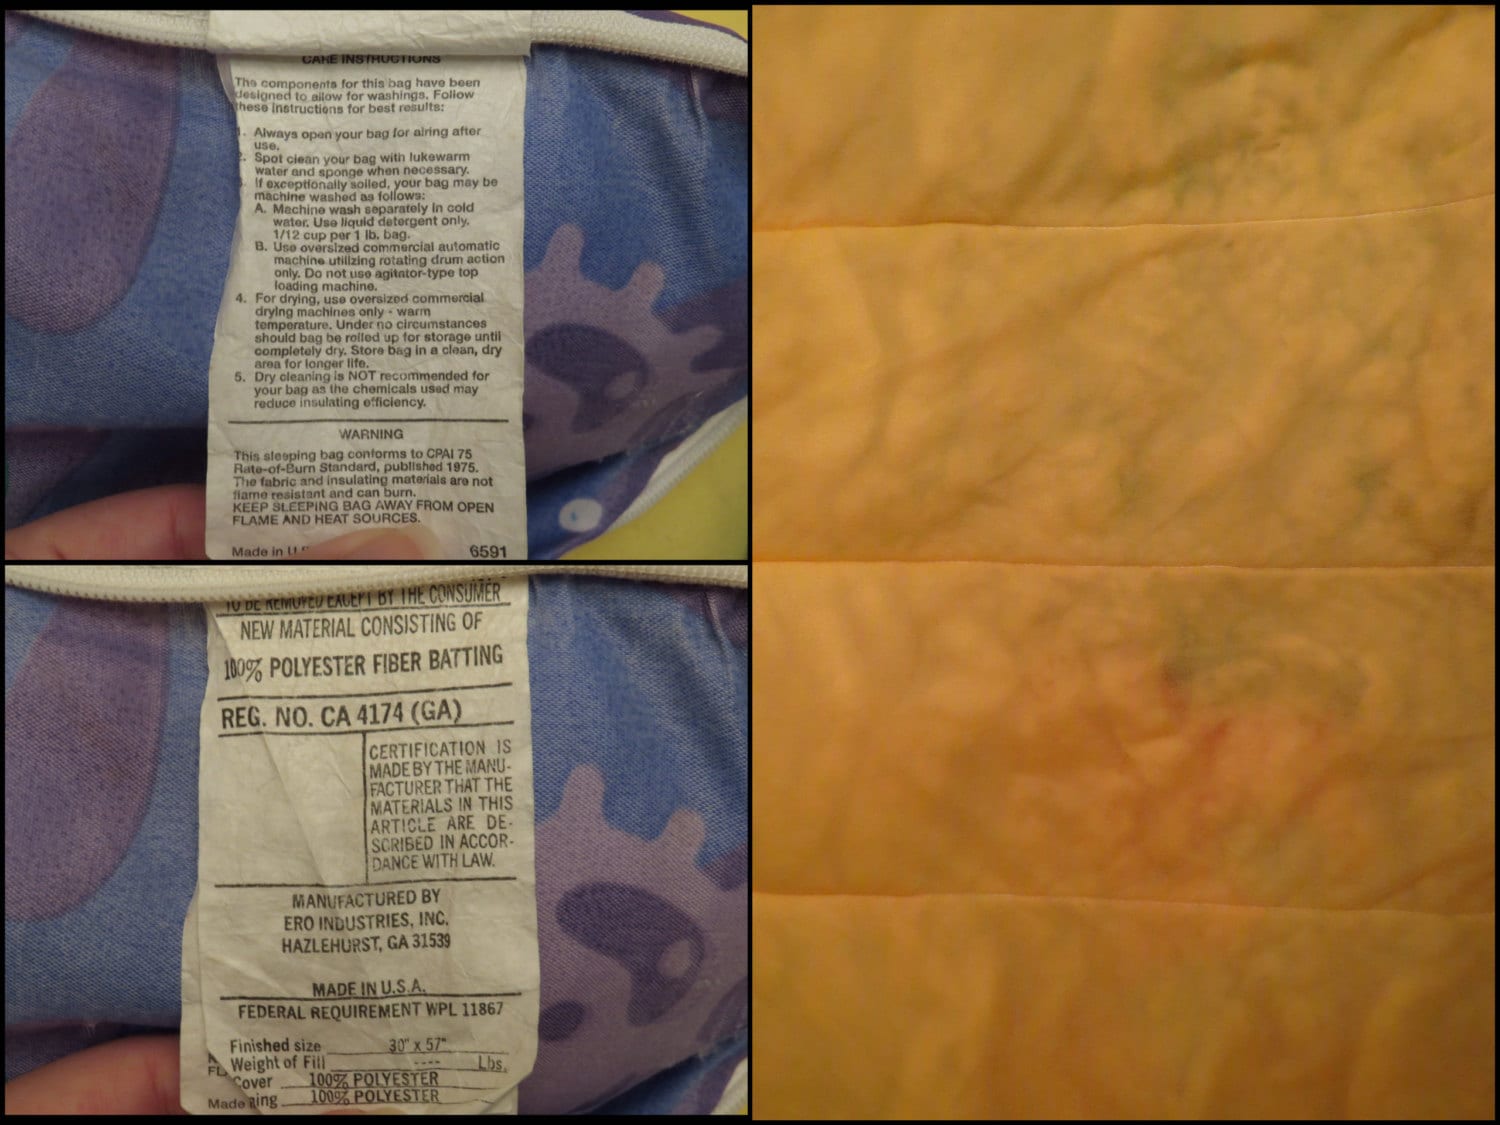 CARE INSTRUCTIONS
The components for this bag have been
designed to allow for washings. Follow
these instructions for best results:
1. Always open your bag for airing after
use.
2. Spot clean your bag with lukewarm
water and sponge when necessary.
If exceptionally soiled, your bag may be
machine washed as follows:
A. Machine wash separately in cold
water. Use liquid detergent only.
1/12 cup per 1 lb. bag.
B. Use oversized commercial automatic
machine utilizing rotating drum action
only. Do not use agitator-type top
loading machine.
4. For drying, use oversized commercial
drying machines only - warm
temperature. Under no circumstances
should bag be rolled up for storage until
completely dry. Store bag in a clean, dry
area for longer life.
5. Dry cleaning is NOT recommended for
your bag as the chemicals used may
reduce insulating efficiency.
WARNING
This sleeping bag conforms to CPAI 75
Rate-of-Burn Standard, published 1975.
The fabric and insulating materials are not
flame resistant and can burn.
KEEP SLEEPING BAG AWAY FROM OPEN
FLAME AND HEAT SOURCES.
Made in 6591
TO BE REMOVED EXCEPT BY THE CONSUMER
NEW MATERIAL CONSISTING OF
100% POLYESTER FIBER BATTING
REG. NO. CA 4174 (GA)
CERTIFICATION IS
MADE BY THE MANU-
FACTURER THAT THE
MATERIALS IN THIS
ARTICLE ARE DE-
SCRIBED IN ACCOR-
DANCE WITH LAW.
MANUFACTURED BY
ERO INDUSTRIES, INC.
HAZLEHURST, GA 31539
MADE IN U.S.A.
FEDERAL REQUIREMENT WPL 11867
Finished size 30" x 57"
Weight of Fill ---- Lbs.
Cover 100% POLYESTER
Made ing 100% POLYESTER